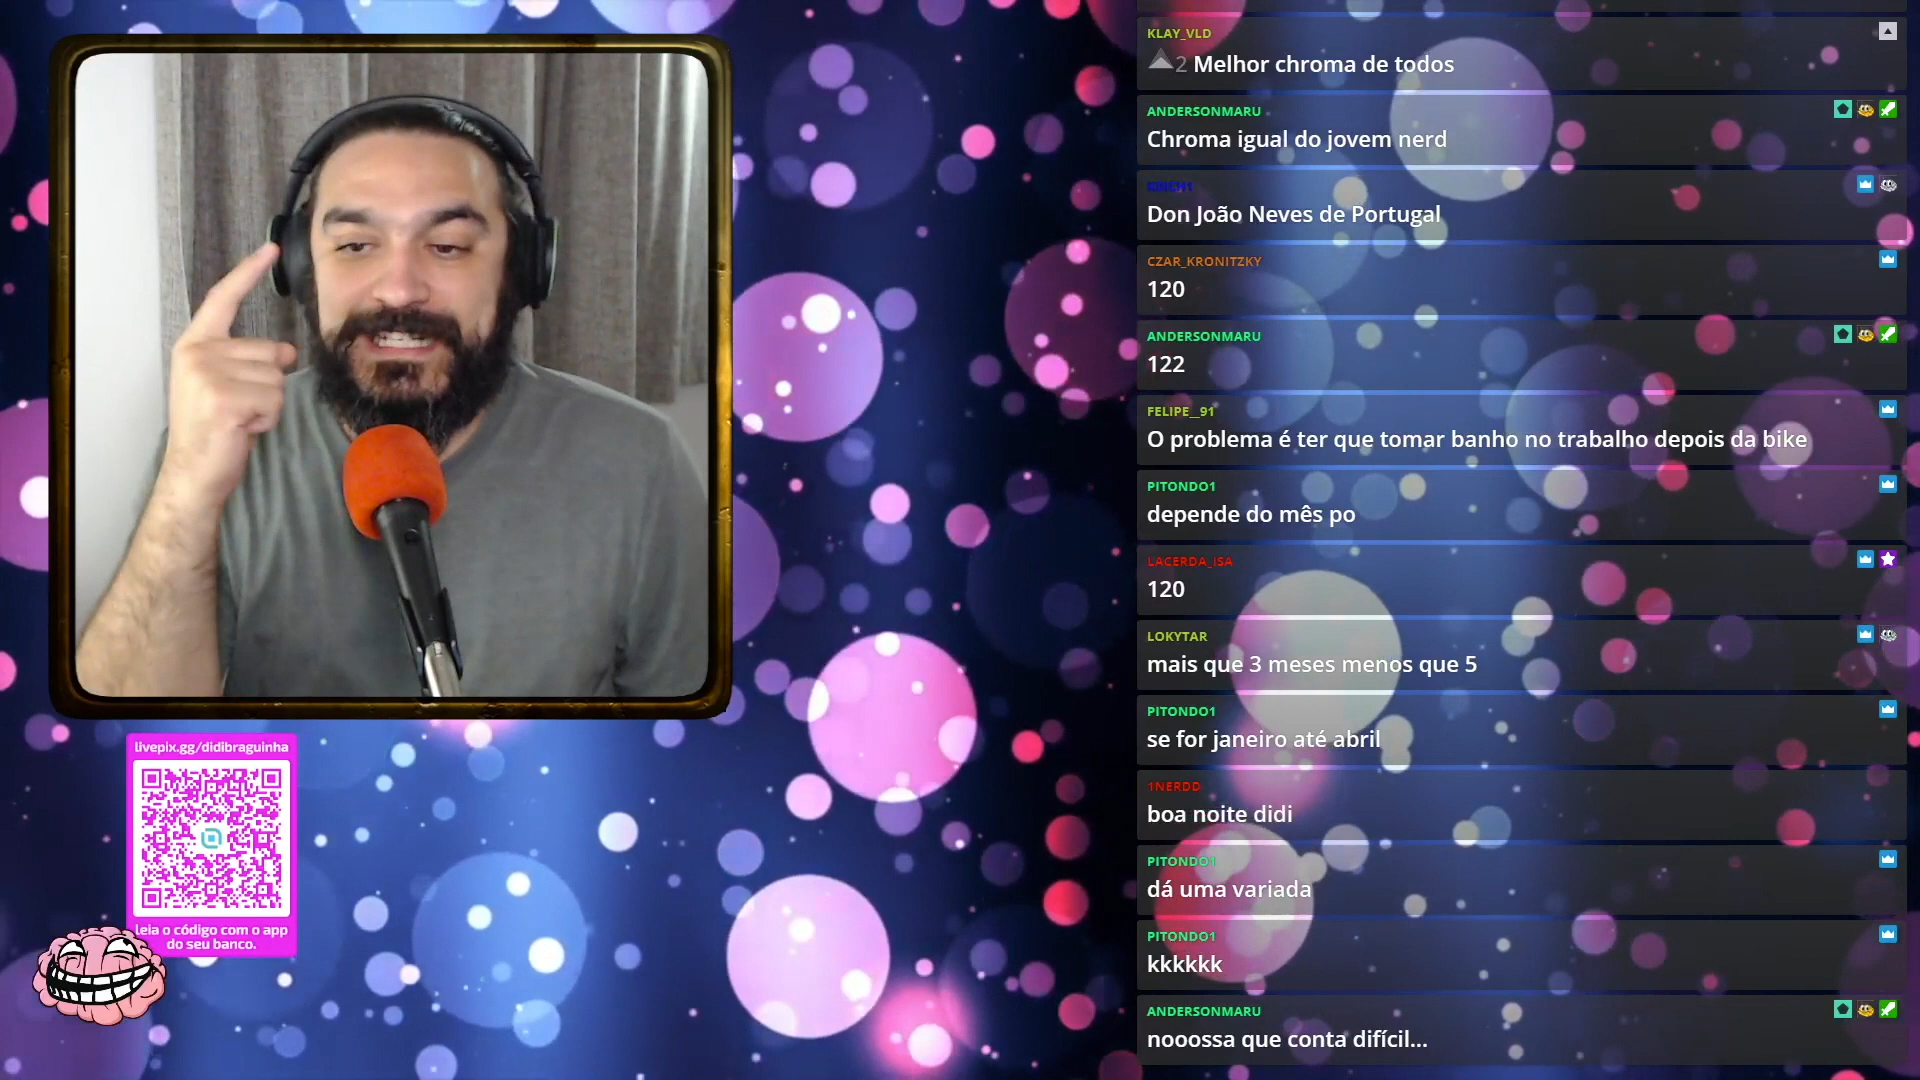 livepix.gg/didibraguinha
Leia o código com o app
do seu banco.
KLAY_VLD
2 Melhor chroma de todos
ANDERSONMARU
Chroma igual do jovem nerd
Don João Neves de Portugal
CZAR_KRONITZKY
120
ANDERSONMARU
122
FELIPE__91
O problema é ter que tomar banho no trabalho depois da bike
PITONDO1
depende do mês po
LACERDA_ISA
120
LOKYTAR
mais que 3 meses menos que 5
PITONDO1
se for janeiro até abril
1NERDD
boa noite didi
PITONDO1
dá uma variada
PITONDO1
kkkkkk
ANDERSONMARU
nooossa que conta difícil...